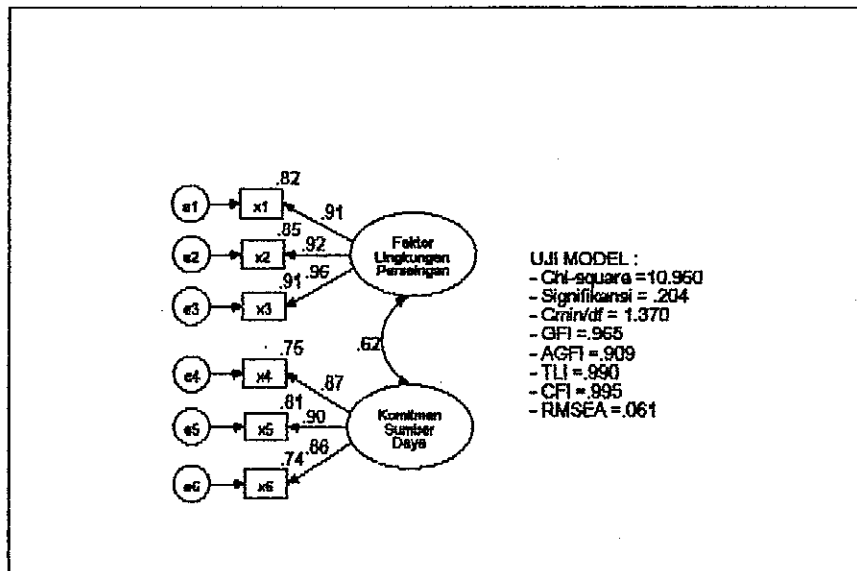 .82
e1 x1 .91
.85
e2 x2 .92
Faktor
Lingkungan
Persaingan
.91 .96
e3 x3
.62
.75
e4 x4 .87
.81
e5 x5 .90
Komitmen
Sumber
Daya
.74 .86
e6 x6
UJI MODEL :
- Chi-square =10.960
- Signifikansi = .204
- Cmin/df = 1.370
- GFI =.965
- AGFI =.909
- TLI =.990
- CFI =.995
- RMSEA =.061